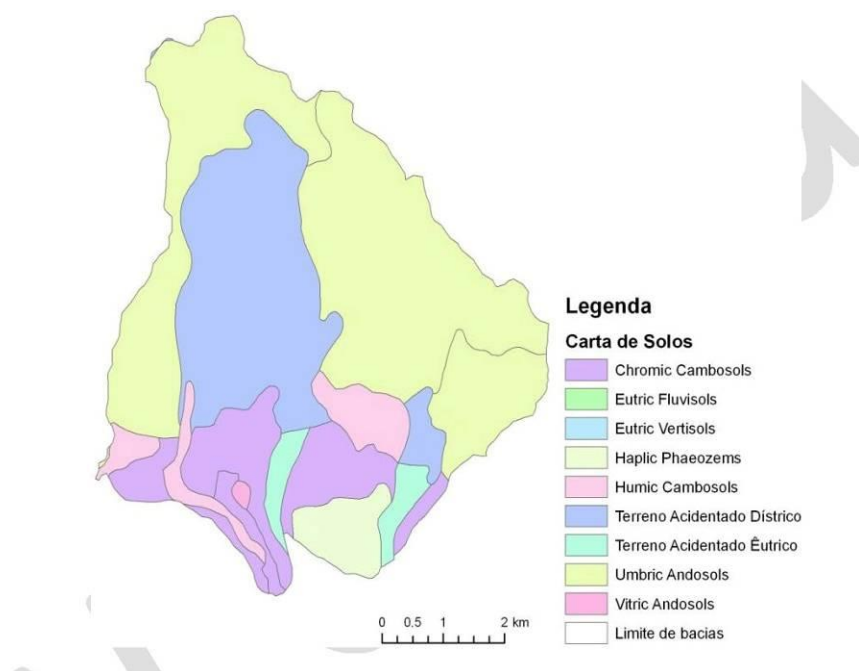 Legenda
Carta de Solos
Chromic Cambosols
Eutric Fluvisols
Eutric Vertisols
Haplic Phaeozems
Humic Cambosols
Terreno Acidentado Dístrico
Terreno Acidentado Êutrico
Umbric Andosols
Vitric Andosols
Limite de bacias
0 0.5 1 2 km